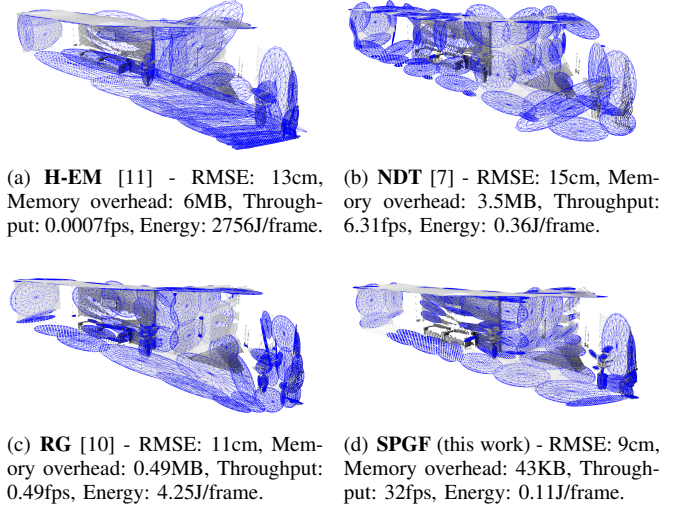 (a) H-EM [11] - RMSE: 13cm,
Memory overhead: 6MB, Through-
put: 0.0007fps, Energy: 2756J/frame.
(b) NDT [7] - RMSE: 15cm, Mem-
ory overhead: 3.5MB, Throughput:
6.31fps, Energy: 0.36J/frame.
(c) RG [10] - RMSE: 11cm, Mem-
ory overhead: 0.49MB, Throughput:
0.49fps, Energy: 4.25J/frame.
(d) SPGF (this work) - RMSE: 9cm,
Memory overhead: 43KB, Through-
put: 32fps, Energy: 0.11J/frame.